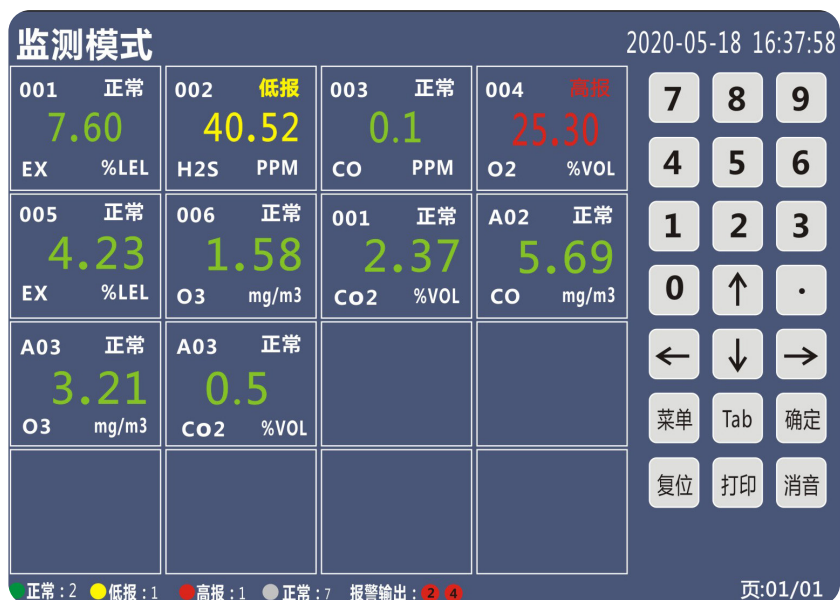 监测模式 2020-05-18 16:37:58
001 正常
7.60
EX %LEL
002 低报
40.52
H2S PPM
003 正常
0.1
CO PPM
004 高报
25.30
O2 %VOL
005 正常
4.23
EX %LEL
006 正常
1.58
O3 mg/m3
001 正常
2.37
Co2 %VOL
A02 正常
5.69
CO mg/m3
A03 正常
3.21
O3 mg/m3
A03 正常
0.5
Co2 %VOL
7 8 9
4 5 6
1 2 3
0 ↑ ·
← ↓ →
菜单 Tab 确定
复位 打印 消音
正常:2 低报:1 高报:1 正常:7 报警输出: 2 4 页:01/01